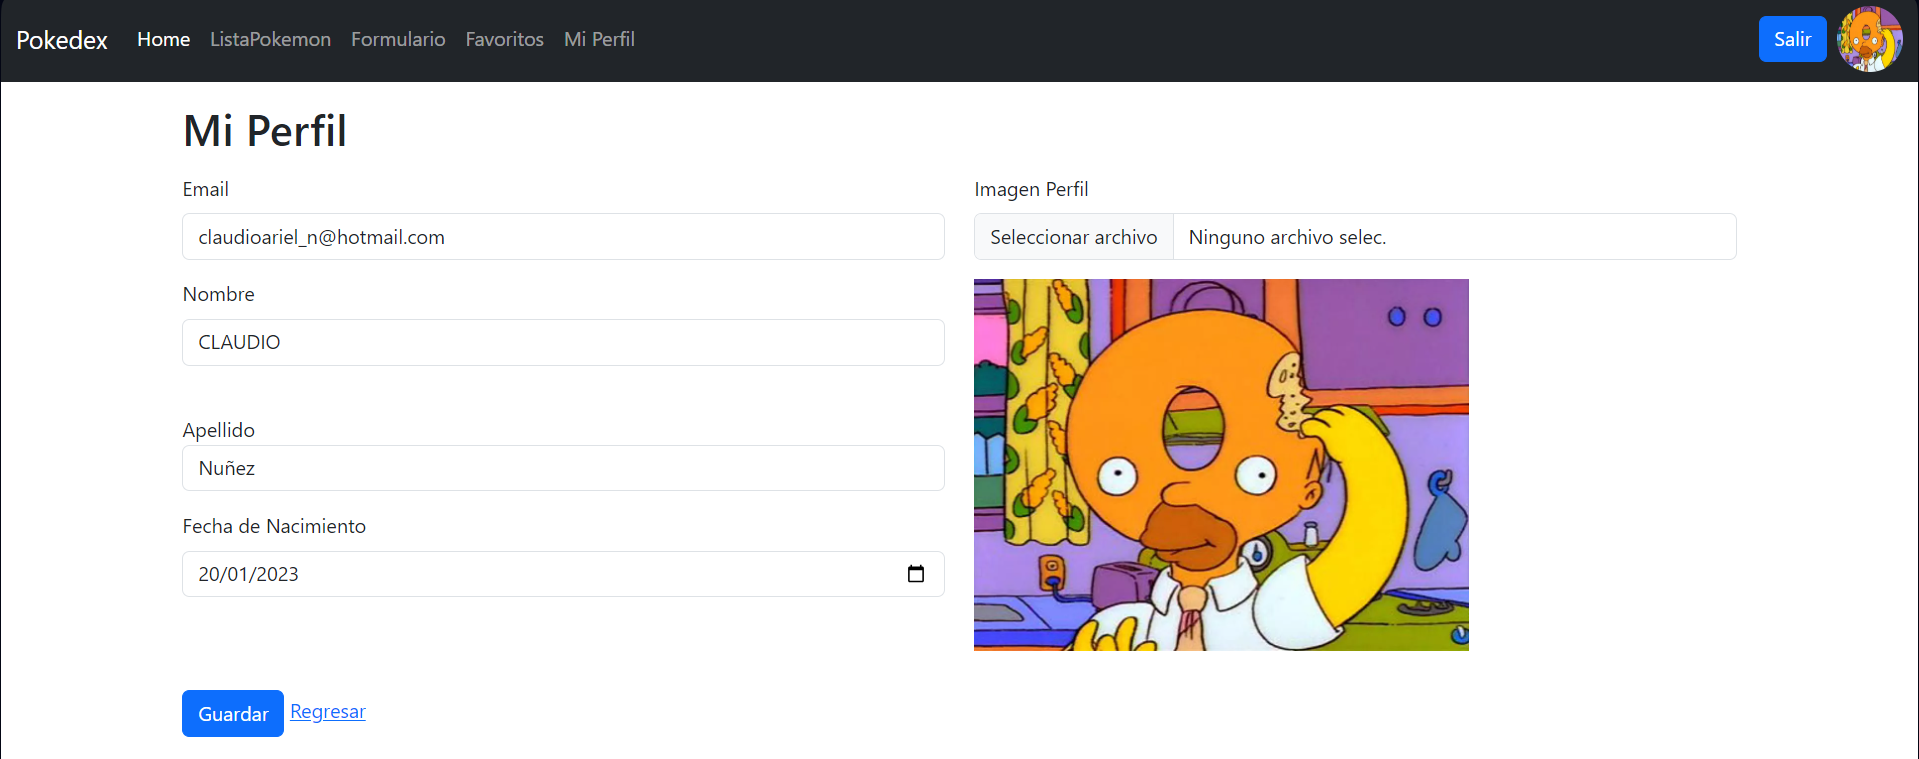 Pokedex Home ListaPokemon Formulario Favoritos Mi Perfil Salir
Mi Perfil
Email
claudioariel_n@hotmail.com
Nombre
CLAUDIO
Apellido
Nuñez
Fecha de Nacimiento
20/01/2023
Imagen Perfil
Seleccionar archivo Ninguno archivo selec.
Guardar Regresar